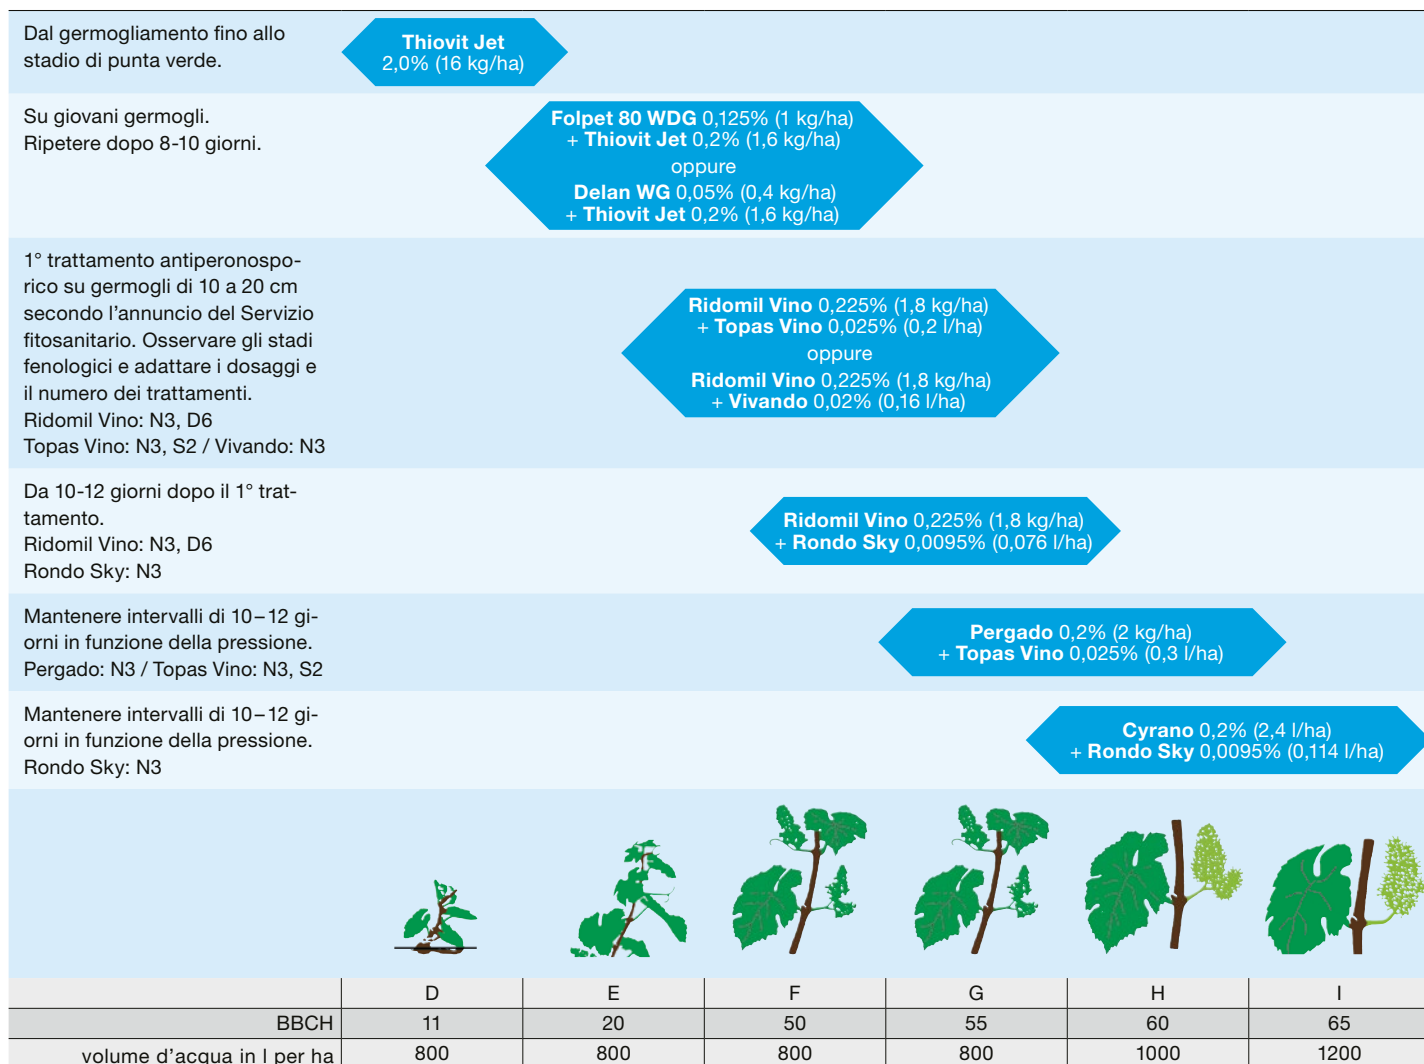 Dal germogliamento fino allo
stadio di punta verde.
Thiovit Jet
2,0% (16 kg/ha)
Su giovani germogli.
Ripetere dopo 8-10 giorni.
Folpet 80 WDG 0,125% (1 kg/ha)
+ Thiovit Jet 0,2% (1,6 kg/ha)
oppure
Delan WG 0,05% (0,4 kg/ha)
+ Thiovit Jet 0,2% (1,6 kg/ha)
1° trattamento antiperonospo-
rico su germogli di 10 a 20 cm
secondo l’annuncio del Servizio
fitosanitario. Osservare gli stadi
fenologici e adattare i dosaggi e
il numero dei trattamenti.
Ridomil Vino: N3, D6
Topas Vino: N3, S2 / Vivando: N3
Ridomil Vino 0,225% (1,8 kg/ha)
+ Topas Vino 0,025% (0,2 l/ha)
oppure
Ridomil Vino 0,225% (1,8 kg/ha)
+ Vivando 0,02% (0,16 l/ha)
Da 10-12 giorni dopo il 1° trat-
tamento.
Ridomil Vino: N3, D6
Rondo Sky: N3
Ridomil Vino 0,225% (1,8 kg/ha)
+ Rondo Sky 0,0095% (0,076 l/ha)
Mantenere intervalli di 10–12 gi-
orni in funzione della pressione.
Pergado: N3 / Topas Vino: N3, S2
Pergado 0,2% (2 kg/ha)
+ Topas Vino 0,025% (0,3 l/ha)
Mantenere intervalli di 10–12 gi-
orni in funzione della pressione.
Rondo Sky: N3
Cyrano 0,2% (2,4 l/ha)
+ Rondo Sky 0,0095% (0,114 l/ha)
D E F G H I
BBCH 11 20 50 55 60 65
volume d’acqua in l per ha 800 800 800 800 1000 1200